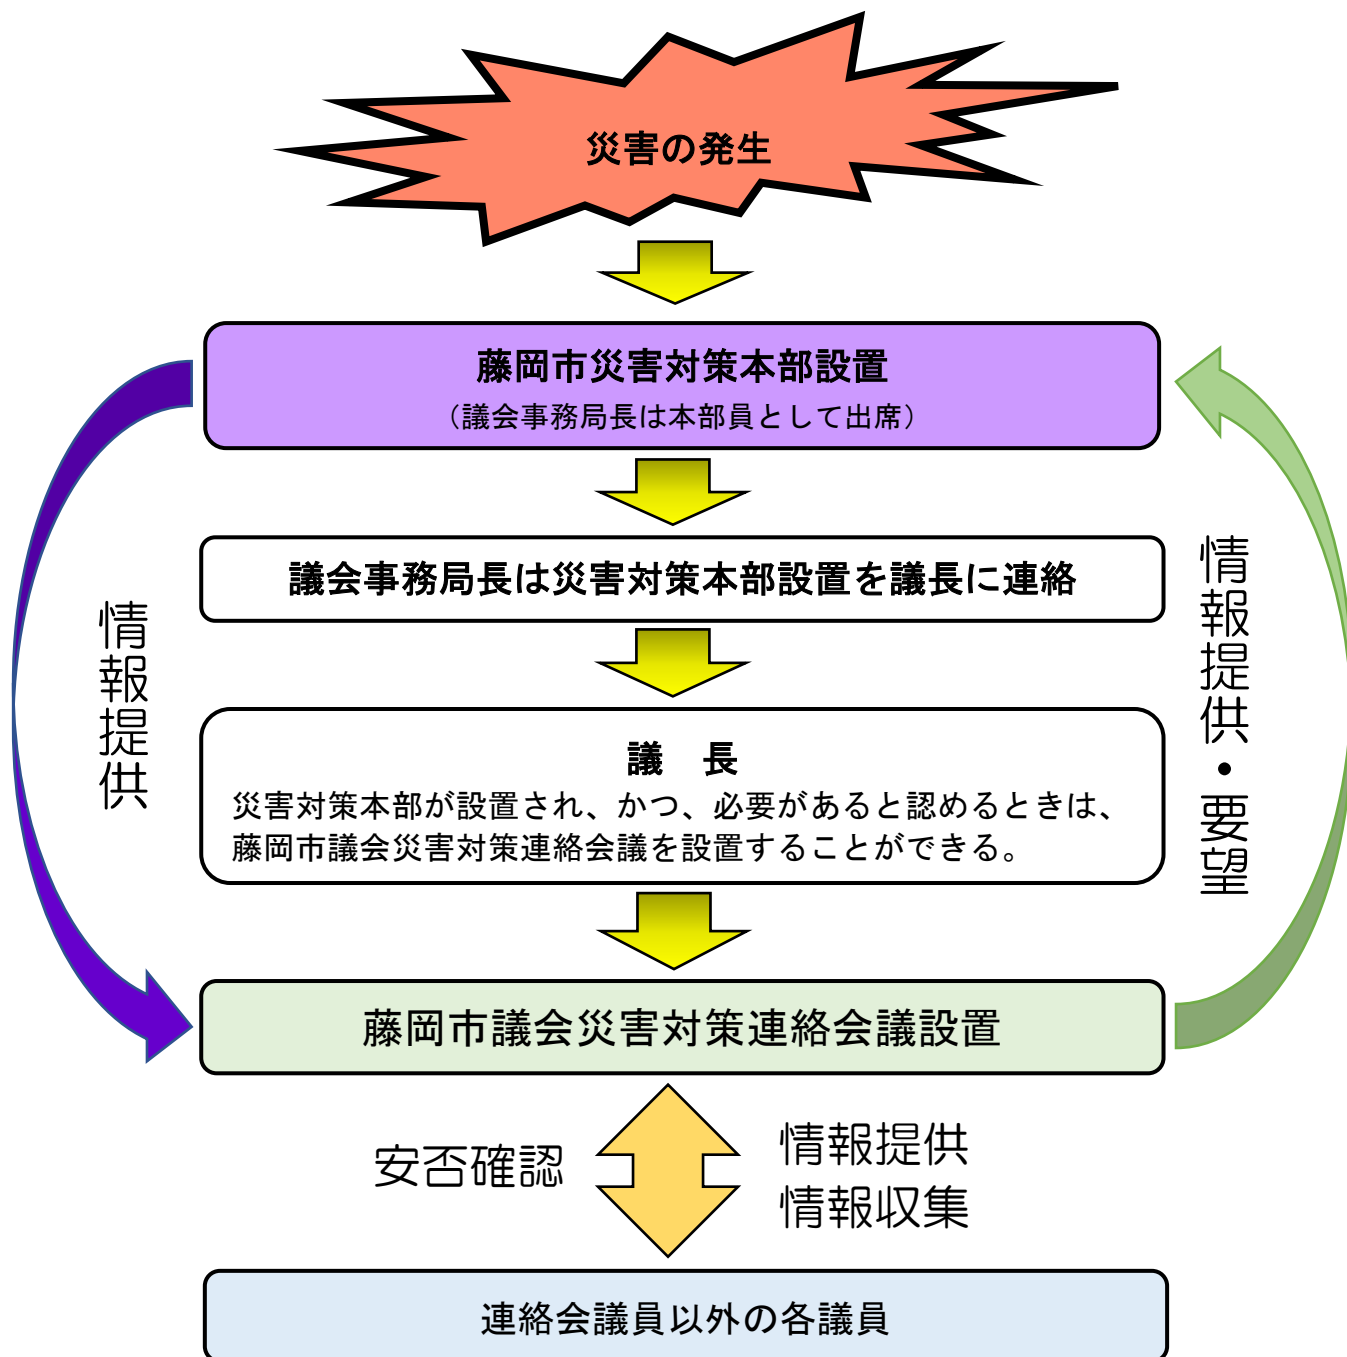 災害の発生
藤岡市災害対策本部設置
（議会事務局長は本部員として出席）
議会事務局長は災害対策本部設置を議長に連絡
情報提供
情報提供・要望
議　長
災害対策本部が設置され、かつ、必要があると認めるときは、
藤岡市議会災害対策連絡会議を設置することができる。
藤岡市議会災害対策連絡会議設置
安否確認
情報提供
情報収集
連絡会議員以外の各議員